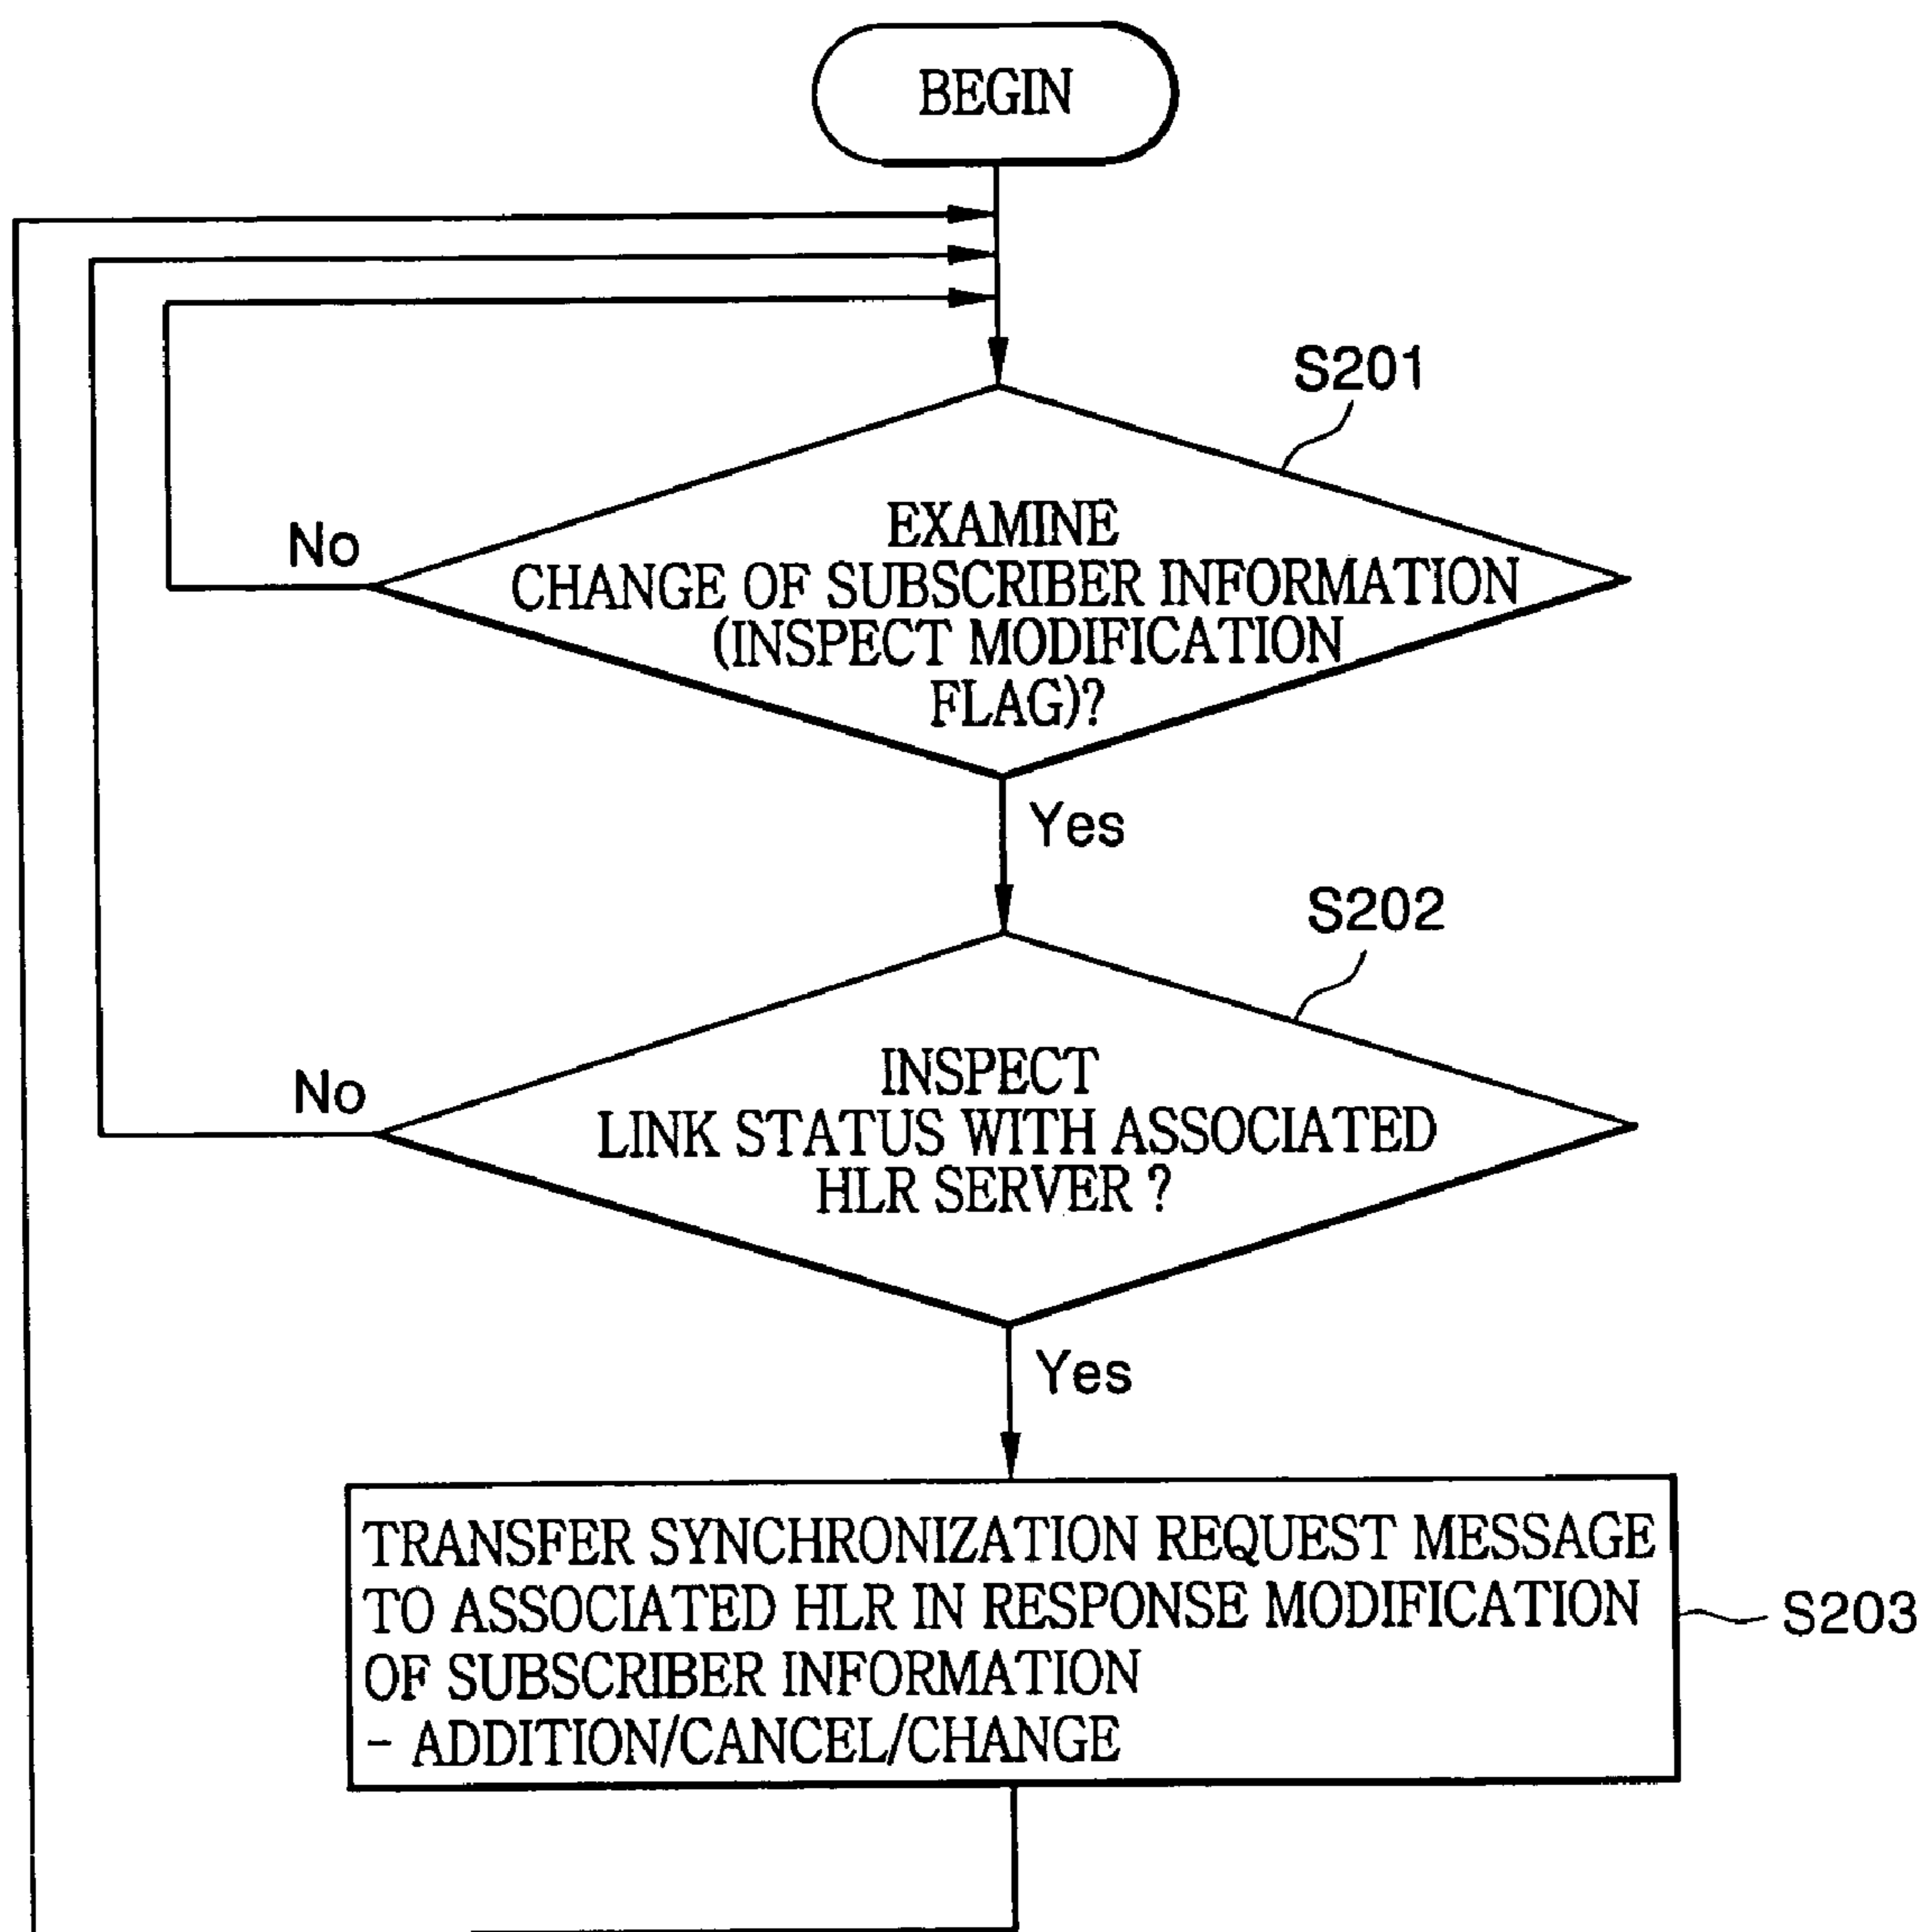 BEGIN
S201
No
EXAMINE
CHANGE OF SUBSCRIBER INFORMATION
(INSPECT MODIFICATION
FLAG)?
Yes
S202
No
INSPECT
LINK STATUS WITH ASSOCIATED
HLR SERVER ?
Yes
TRANSFER SYNCHRONIZATION REQUEST MESSAGE
TO ASSOCIATED HLR IN RESPONSE MODIFICATION
OF SUBSCRIBER INFORMATION
- ADDITION/CANCEL/CHANGE
S203